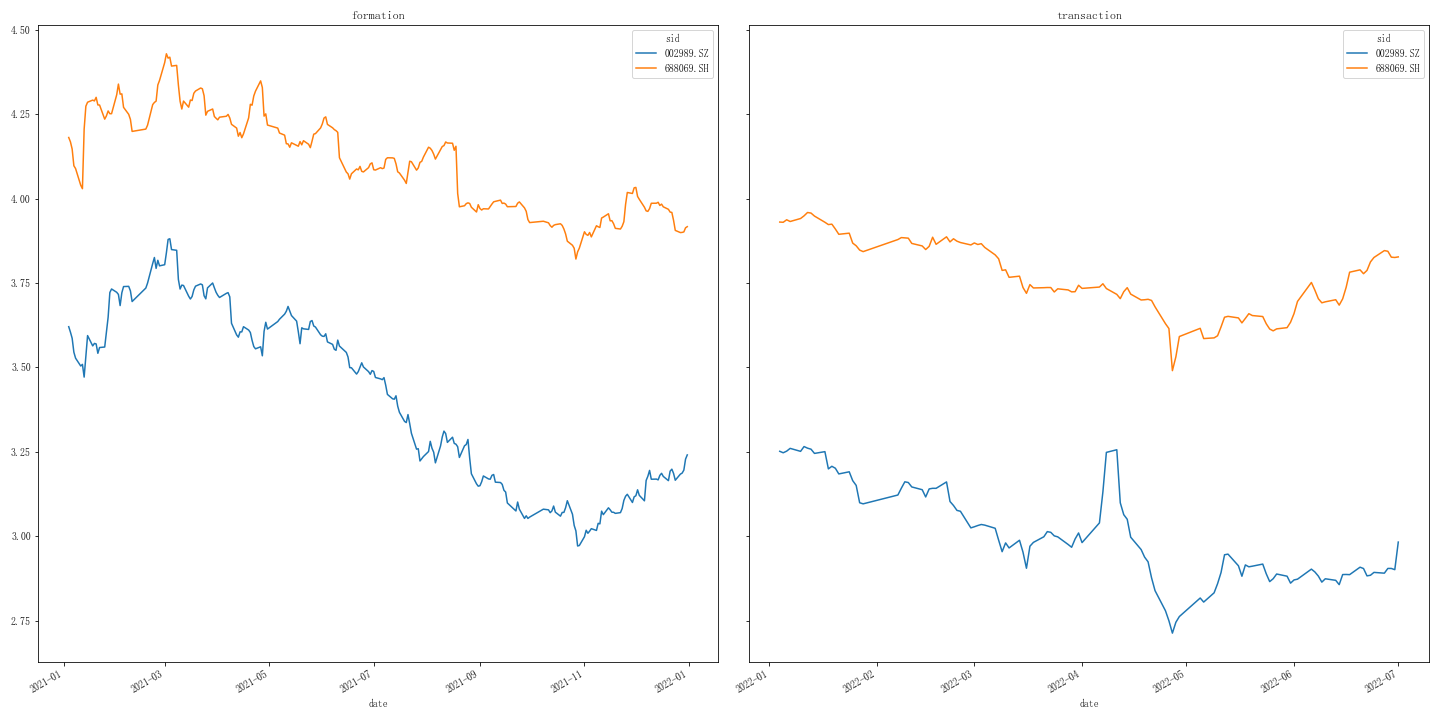 formation
sid
002989.SZ
688069.SH
4.50
4.25
4.00
3.75
3.50
3.25
3.00
2.75
2021-01
2021-03
2021-05
2021-07
2021-09
2021-11
2022-01
date
transaction
sid
002989.SZ
688069.SH
2022-01
2022-02
2022-03
2022-04
2022-05
2022-06
2022-07
date